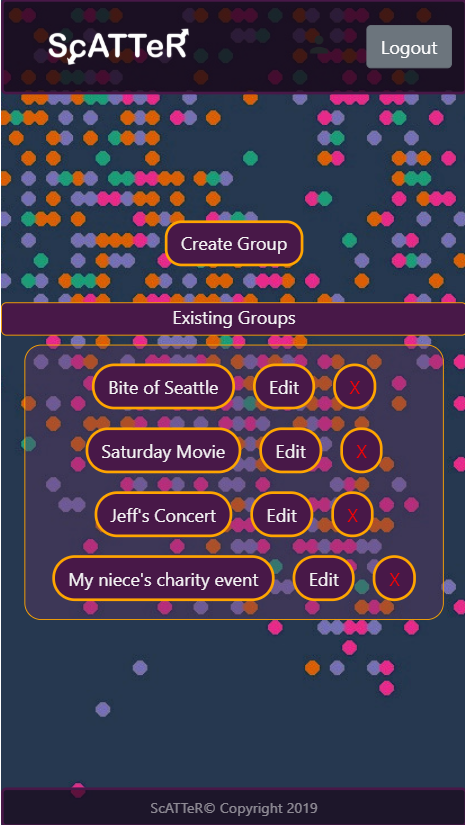 ScATTeR
Logout
Create Group
Existing Groups
Bite of Seattle Edit X
Saturday Movie Edit X
Jeff's Concert Edit X
My niece's charity event Edit X
ScATTeR© Copyright 2019